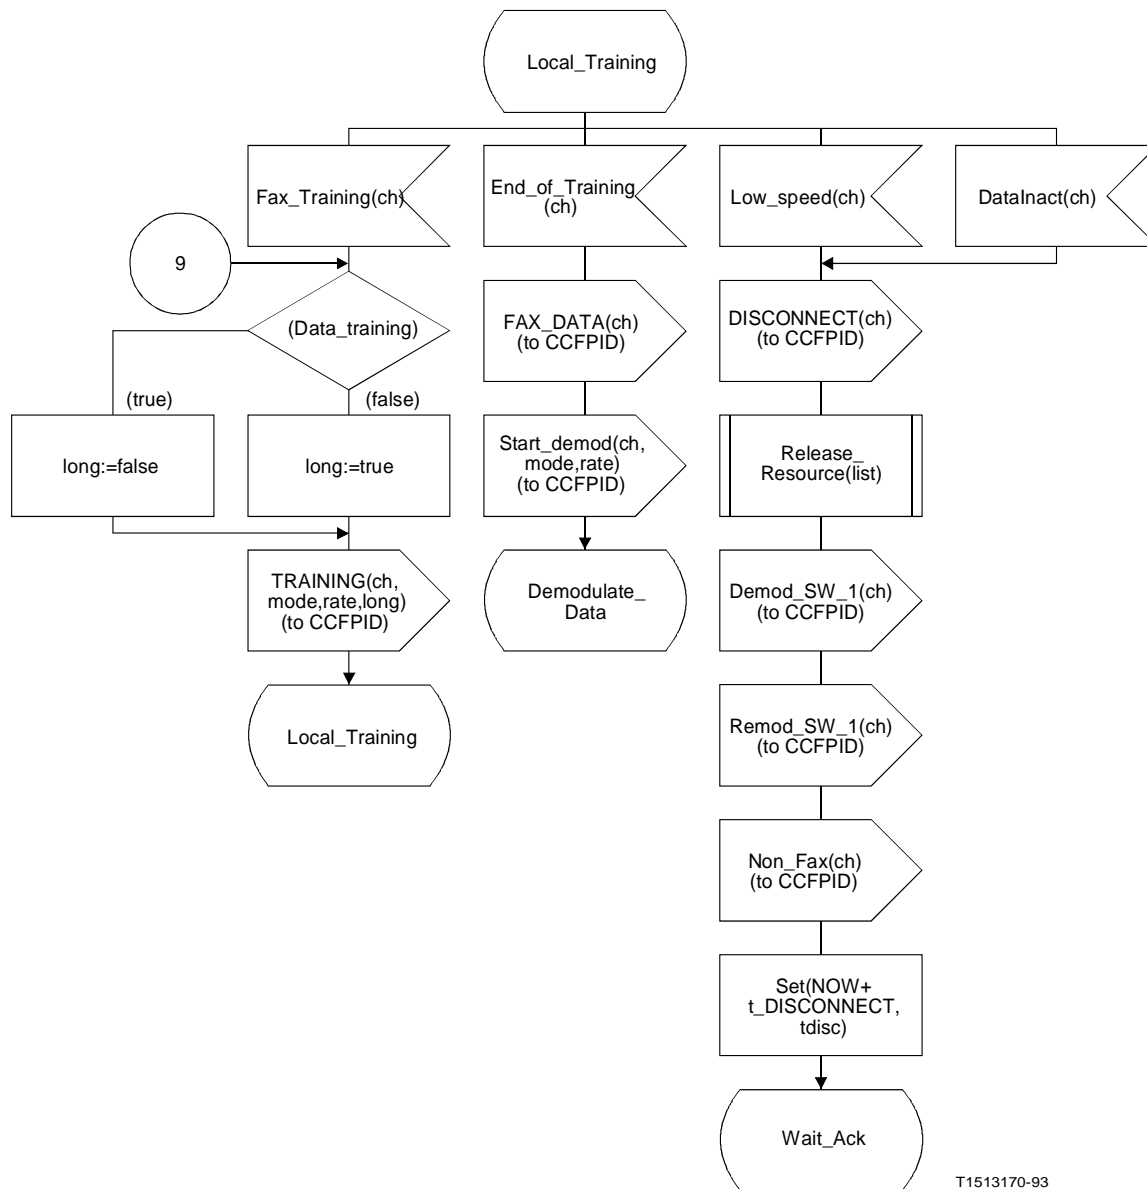 Local_Training
Fax_Training(ch)
End_of_Training
(ch)
Low_speed(ch)
DataInact(ch)
9
(Data_training)
(true)
(false)
long:=false
long:=true
TRAINING(ch,
mode,rate,long)
(to CCFPID)
Local_Training
FAX_DATA(ch)
(to CCFPID)
Start_demod(ch,
mode,rate)
(to CCFPID)
Demodulate_
Data
DISCONNECT(ch)
(to CCFPID)
Release_
Resource(list)
Demod_SW_1(ch)
(to CCFPID)
Remod_SW_1(ch)
(to CCFPID)
Non_Fax(ch)
(to CCFPID)
Set(NOW+
t_DISCONNECT,
tdisc)
Wait_Ack
T1513170-93